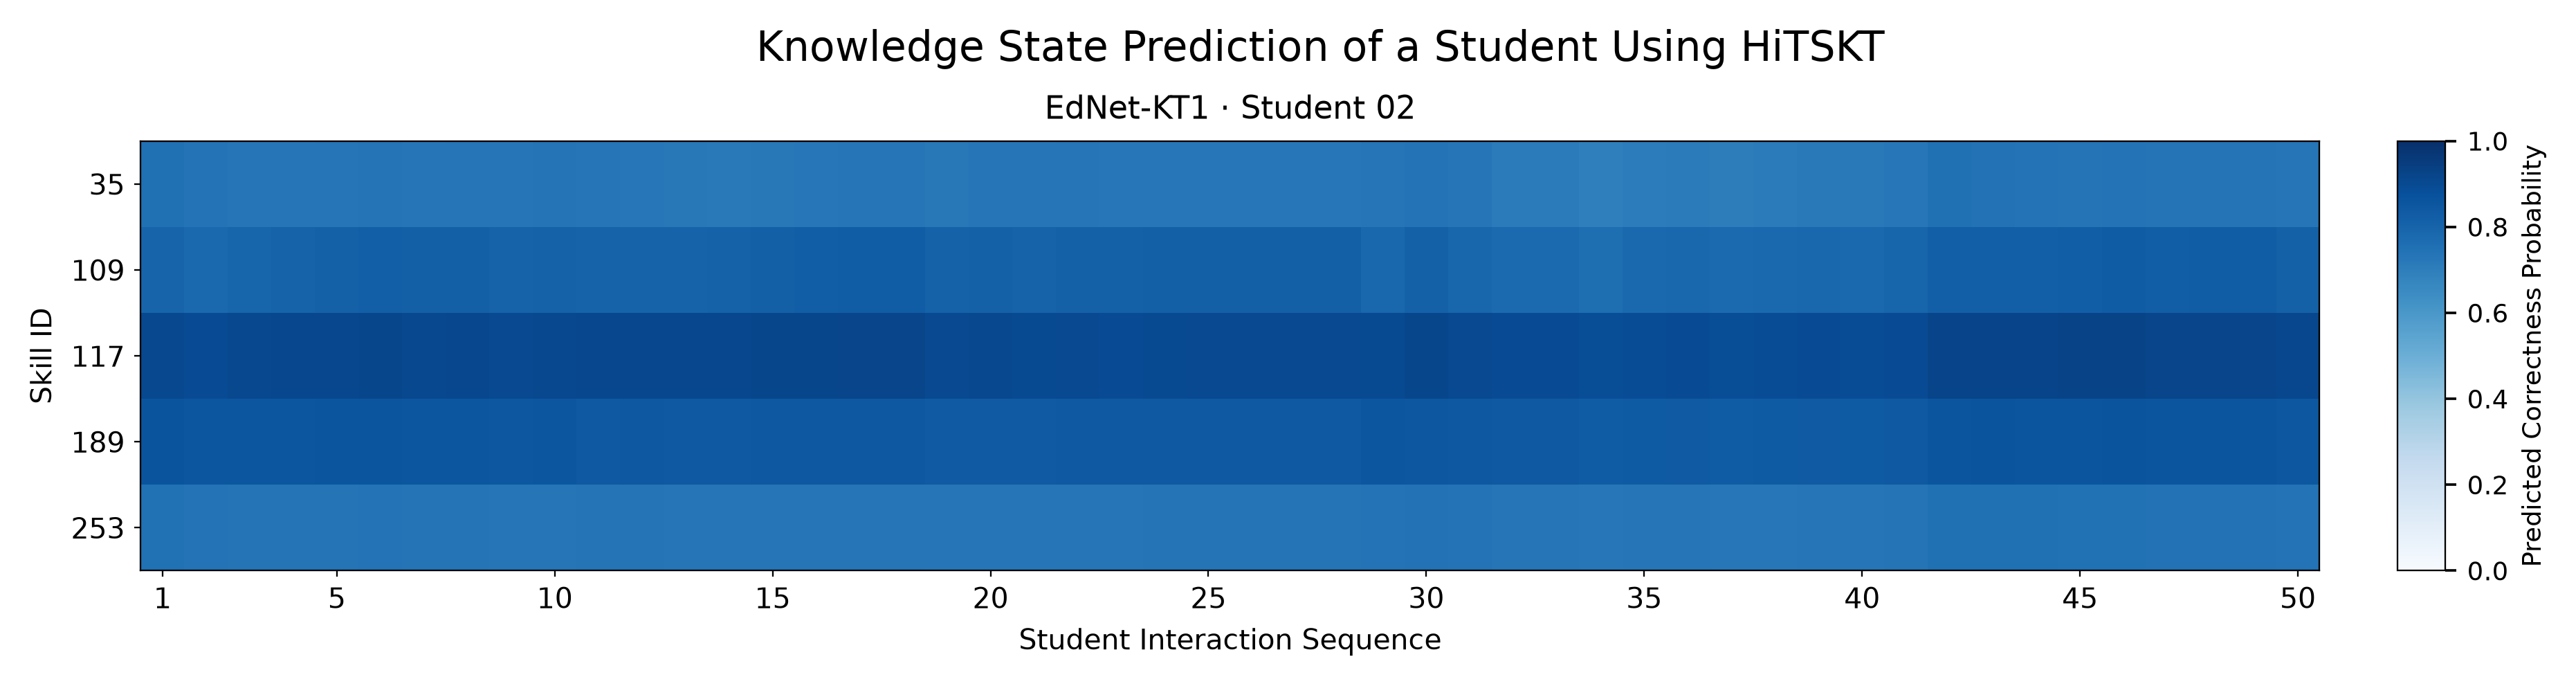 Knowledge State Prediction of a Student Using HiTSKT
EdNet-KT1 · Student 02
Skill ID
35
109
117
189
253
1 5 10 15 20 25 30 35 40 45 50
Student Interaction Sequence
1.0
0.8
0.6
0.4
0.2
0.0
Predicted Correctness Probability